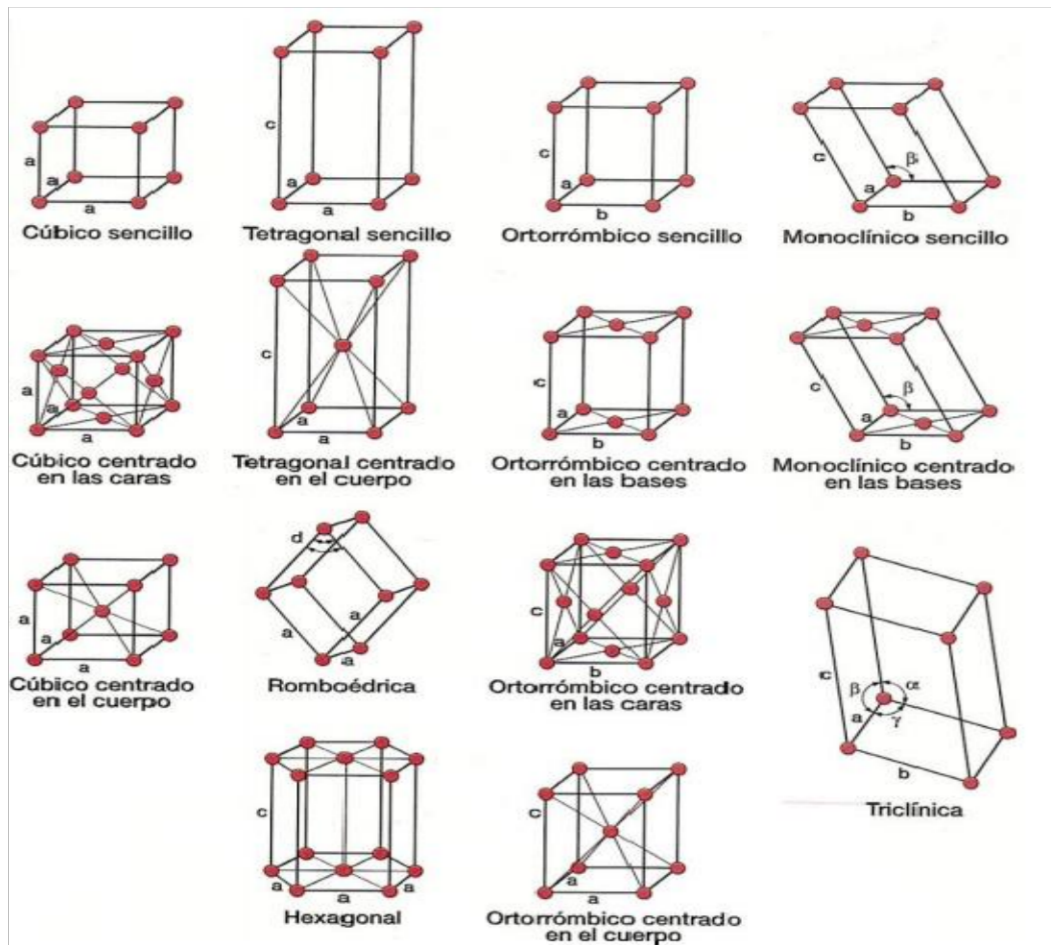 a
a
a
Cúbico sencillo
c
a
a
Tetragonal sencillo
c
a
b
Ortorrómbico sencillo
c
a
β
b
Monoclínico sencillo
a
a
a
Cúbico centrado
en las caras
c
a
a
Tetragonal centrado
en el cuerpo
c
a
b
Ortorrómbico centrado
en las bases
c
a
β
b
Monoclínico centrado
en las bases
a
a
a
Cúbico centrado
en el cuerpo
d
a
a
a
Romboédrica
c
a
b
Ortorrómbico centrado
en las caras
c
β
α
a
γ
b
Triclínica
c
a
a
a
Hexagonal
c
a
a
Ortorrómbico centrado
en el cuerpo